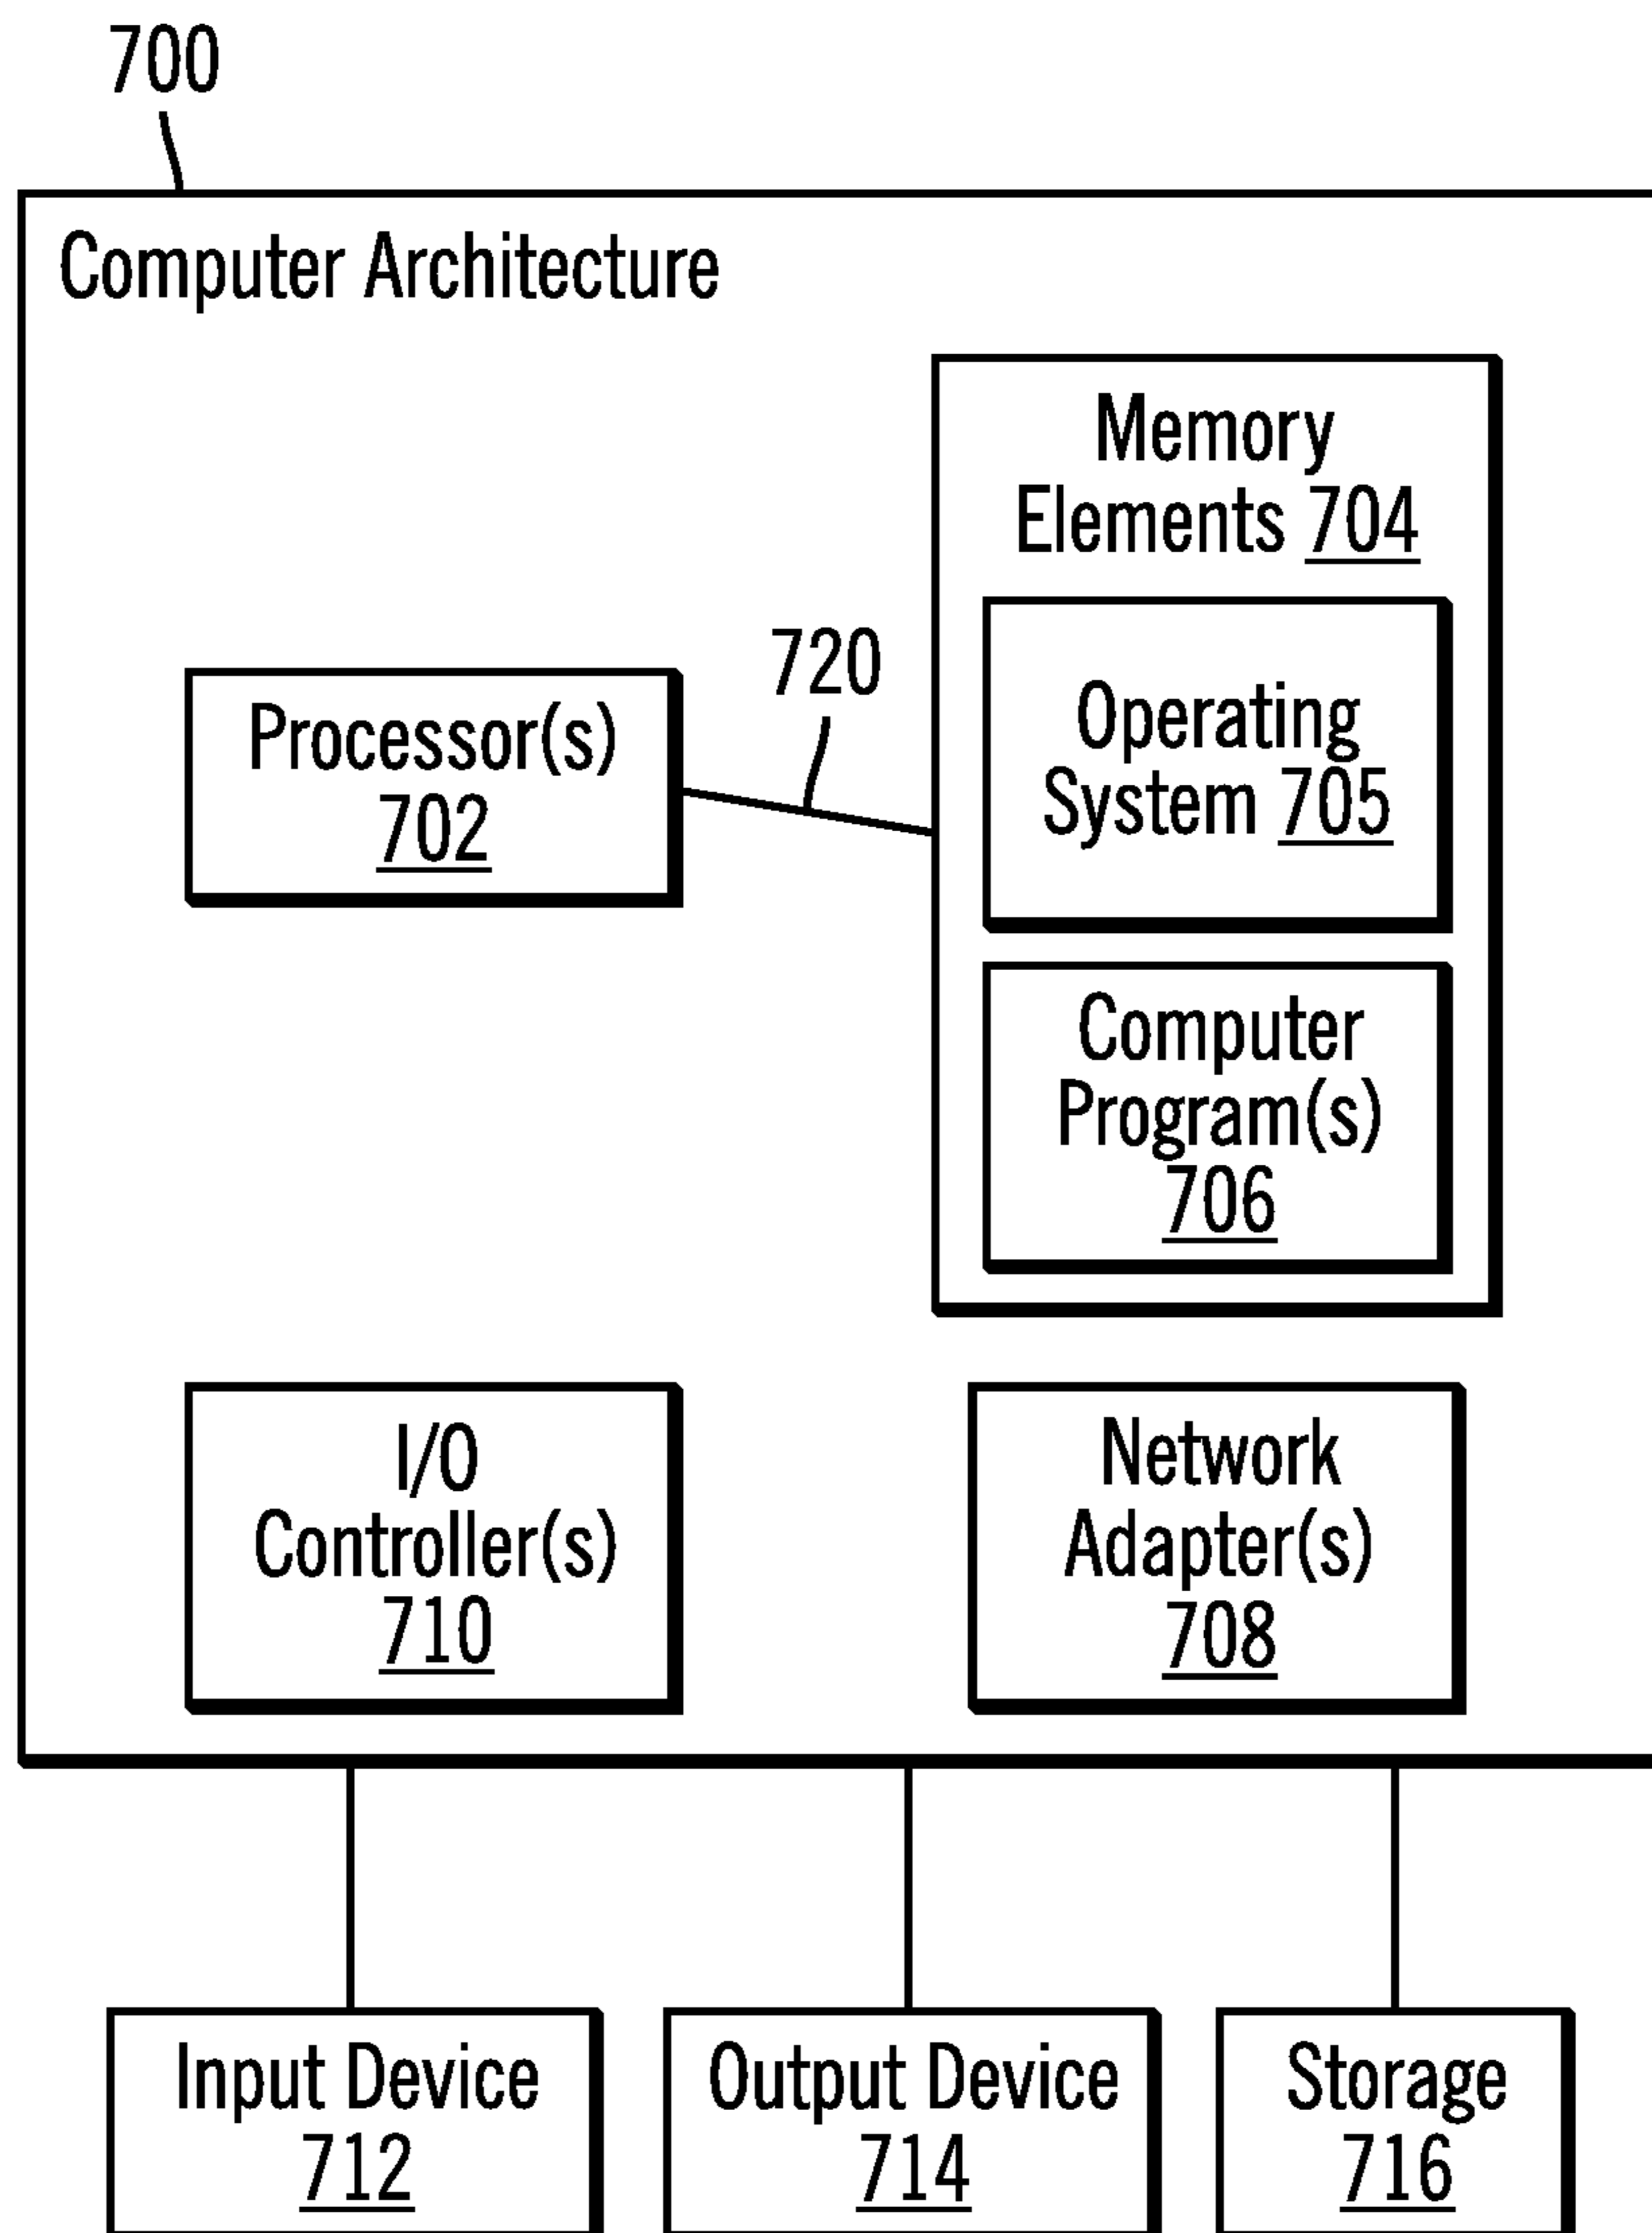 700
Computer Architecture
Memory
Elements 704
720
Processor(s)
702
Operating
System 705
Computer
Program(s)
706
I/O
Controller(s)
710
Network
Adapter(s)
708
Input Device
712
Output Device
714
Storage
716